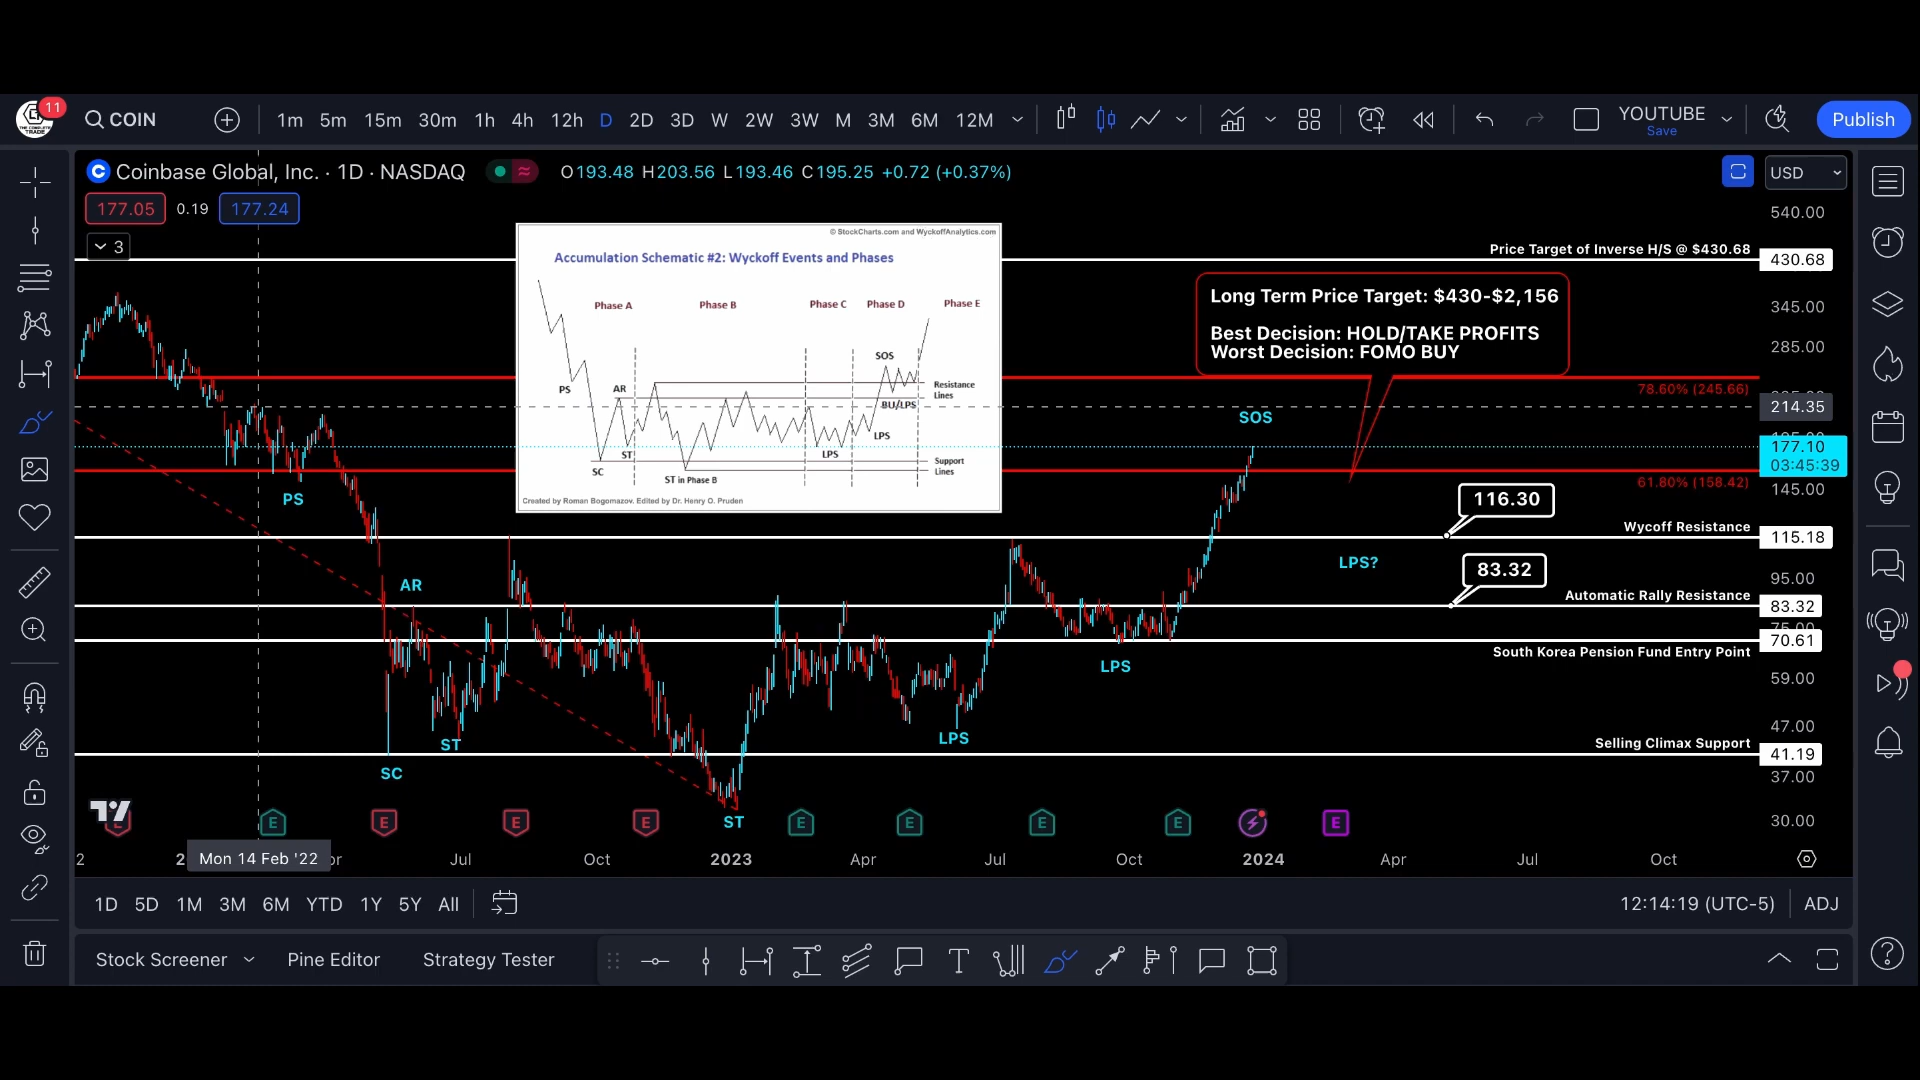 11
COIN
1m 5m 15m 30m 1h 4h 12h D 2D 3D W 2W 3W M 3M 6M 12M
YOUTUBE
Save
Publish
THE COMPLETE
TRADE
Coinbase Global, Inc. · 1D · NASDAQ
O193.48 H203.56 L193.46 C195.25 +0.72 (+0.37%)
USD
177.05 0.19 177.24
3
540.00
Price Target of Inverse H/S @ $430.68
430.68
345.00
285.00
© StockCharts.com and WyckoffAnalytics.com
Accumulation Schematic #2: Wyckoff Events and Phases
Phase A Phase B Phase C Phase D Phase E
SOS
PS
AR
Resistance
Lines
BU/LPS
LPS
ST
LPS
SC
Support
Lines
ST in Phase B
Created by Roman Bogomazov. Edited by Dr. Henry O. Pruden
Long Term Price Target: $430-$2,156
Best Decision: HOLD/TAKE PROFITS
Worst Decision: FOMO BUY
78.60% (245.66)
214.35
SOS
177.10
03:45:39
61.80% (158.42)
145.00
PS
116.30
Wycoff Resistance
115.18
LPS?
83.32
95.00
AR
Automatic Rally Resistance
83.32
70.61
South Korea Pension Fund Entry Point
LPS
59.00
47.00
ST
LPS
Selling Climax Support
41.19
37.00
SC
ST
30.00
E E E E E E E E E
2
Mon 14 Feb '22
Jul Oct 2023 Apr Jul Oct 2024 Apr Jul Oct
1D 5D 1M 3M 6M YTD 1Y 5Y All
12:14:19 (UTC-5) ADJ
Stock Screener Pine Editor Strategy Tester